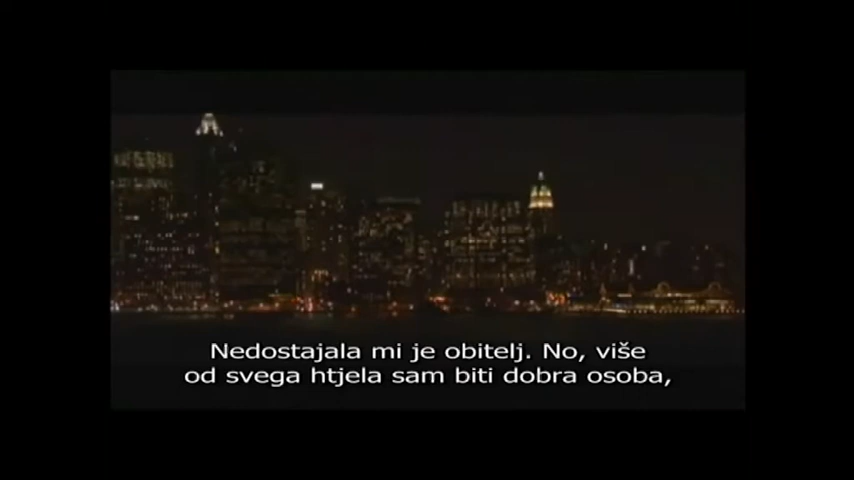 Nedostajala mi je obitelj. No, više
od svega htjela sam biti dobra osoba,